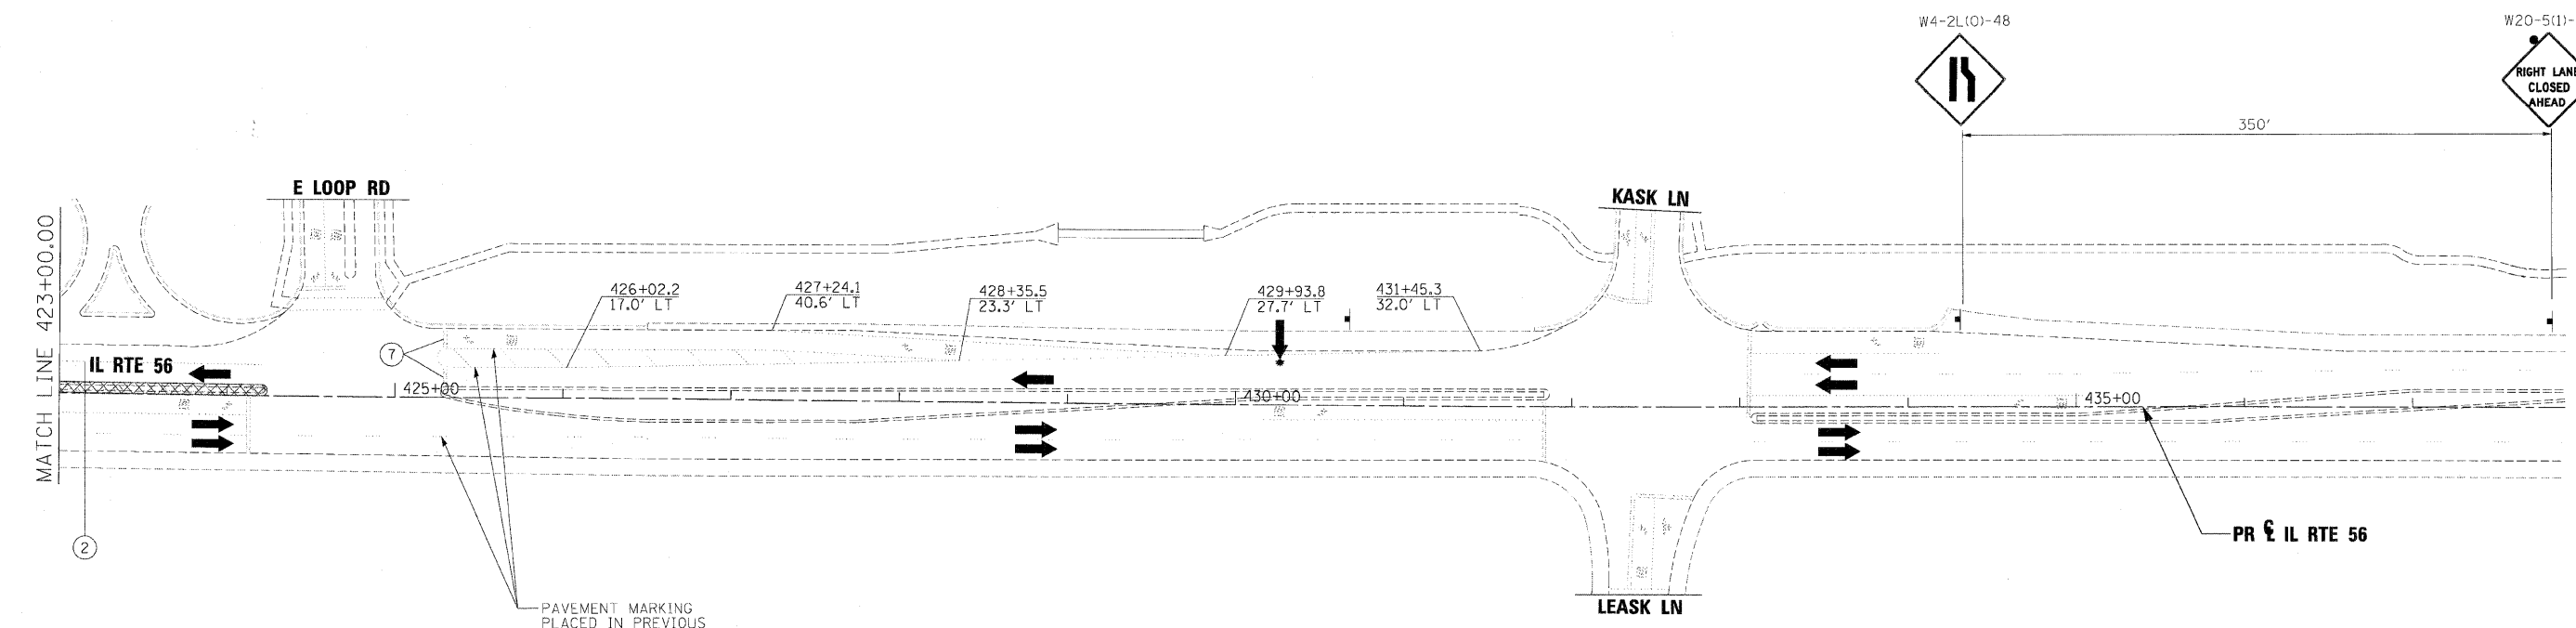 W4-2L(O)-48
W20-5(1)-
RIGHT LANE
CLOSED
AHEAD
350'
E LOOP RD
KASK LN
MATCH LINE 423+00.00
426+02.2
17.0' LT
427+24.1
40.6' LT
428+35.5
23.3' LT
429+93.8
27.7' LT
431+45.3
32.0' LT
7
IL RTE 56
425+00
430+00
435+00
2
PR ℄ IL RTE 56
PAVEMENT MARKING
PLACED IN PREVIOUS
LEASK LN